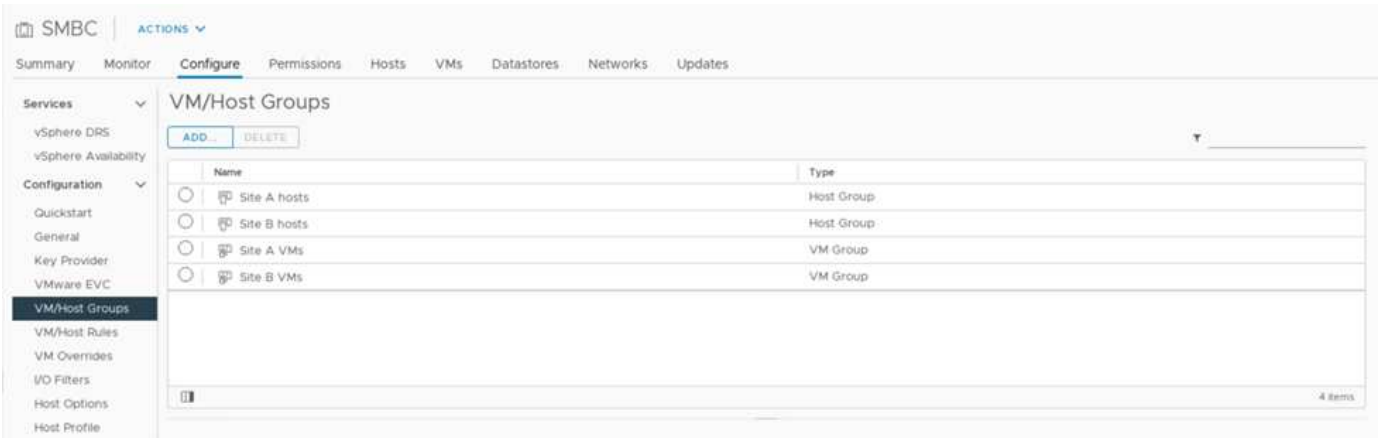 SMBC ACTIONS
Summary Monitor Configure Permissions Hosts VMs Datastores Networks Updates
Services
vSphere DRS
vSphere Availability
Configuration
Quickstart
General
Key Provider
VMware EVC
VM/Host Groups
VM/Host Rules
VM Overrides
I/O Filters
Host Options
Host Profile
VM/Host Groups
ADD... DELETE
Name Type
Site A hosts Host Group
Site B hosts Host Group
Site A VMs VM Group
Site B VMs VM Group
4 items